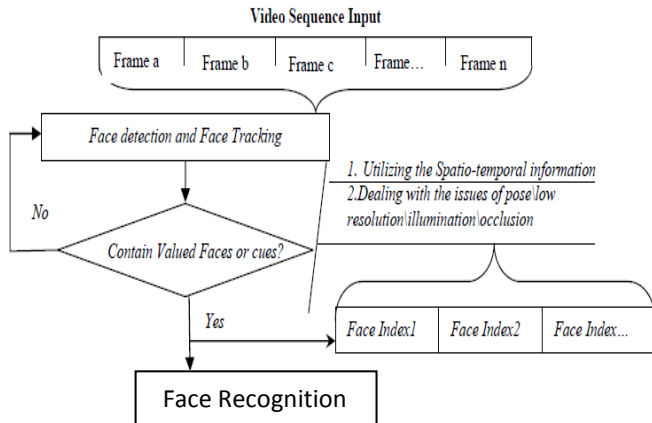 Video Sequence Input
Frame a Frame b Frame c Frame… Frame n
Face detection and Face Tracking
1. Utilizing the Spatio-temporal information
2.Dealing with the issues of pose\low
resolution\illumination\occlusion
No
Contain Valued Faces or cues?
Yes
Face Index1 Face Index2 Face Index…
Face Recognition